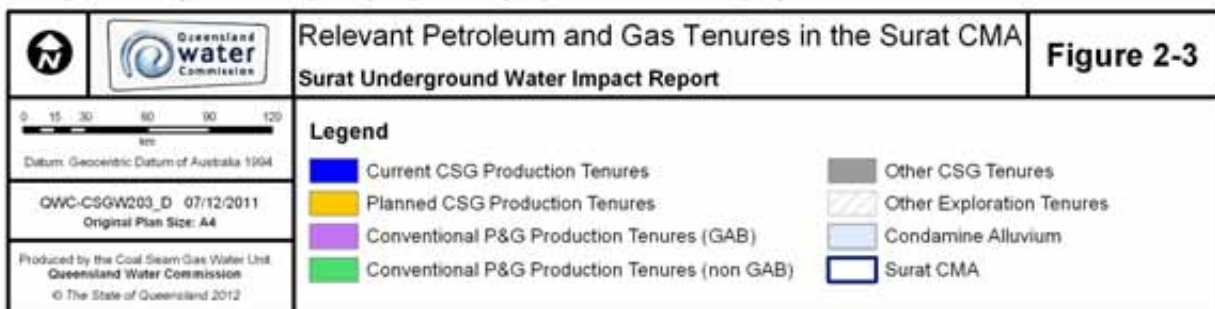 Queensland
water
Commission
Relevant Petroleum and Gas Tenures in the Surat CMA
Surat Underground Water Impact Report
Figure 2-3
0 15 30 60 90 120
km
Datum: Geocentric Datum of Australia 1994
QWC-CSGW203_D 07/12/2011
Original Plan Size: A4
Produced by the Coal Seam Gas Water Unit
Queensland Water Commission
© The State of Queensland 2012
Legend
Current CSG Production Tenures
Planned CSG Production Tenures
Conventional P&G Production Tenures (GAB)
Conventional P&G Production Tenures (non GAB)
Other CSG Tenures
Other Exploration Tenures
Condamine Alluvium
Surat CMA